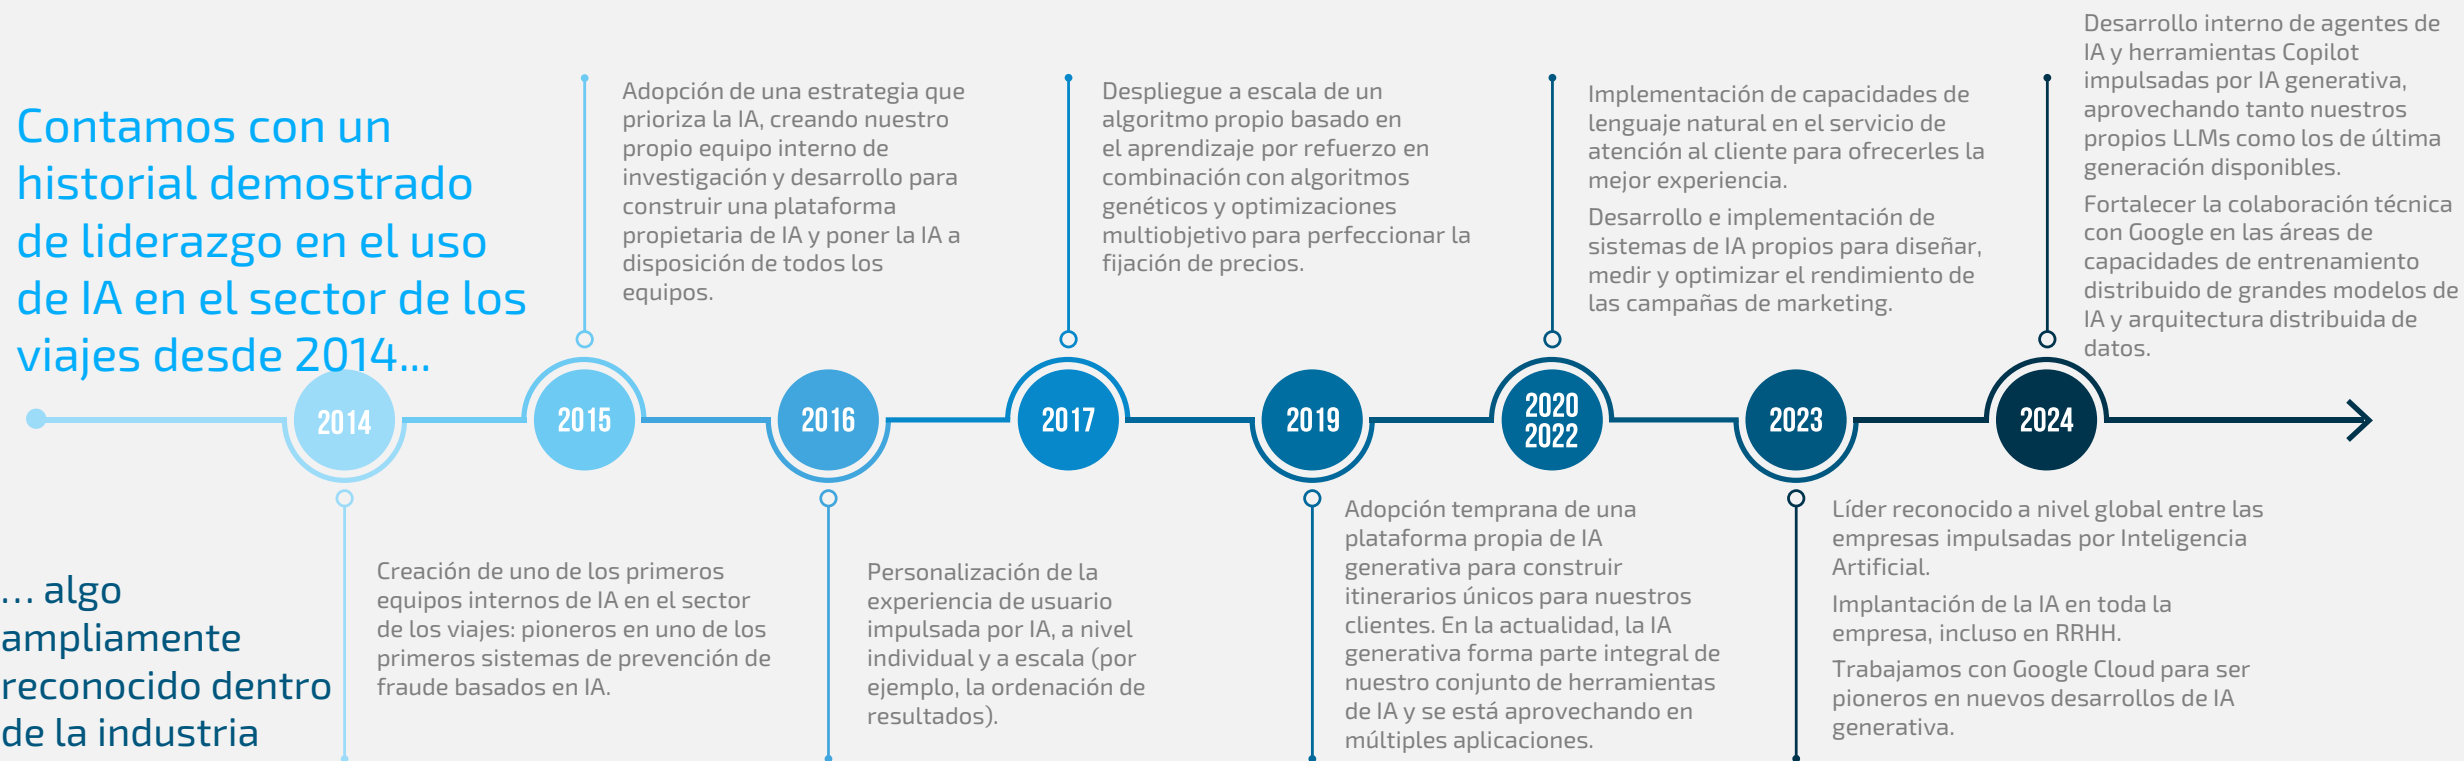 Contamos con un
historial demostrado
de liderazgo en el uso
de IA en el sector de los
viajes desde 2014...
… algo
ampliamente
reconocido dentro
de la industria
2014
Creación de uno de los primeros
equipos internos de IA en el sector
de los viajes: pioneros en uno de los
primeros sistemas de prevención de
fraude basados en IA.
2015
Adopción de una estrategia que
prioriza la IA, creando nuestro
propio equipo interno de
investigación y desarrollo para
construir una plataforma
propietaria de IA y poner la IA a
disposición de todos los
equipos.
2016
Personalización de la
experiencia de usuario
impulsada por IA, a nivel
individual y a escala (por
ejemplo, la ordenación de
resultados).
2017
Despliegue a escala de un
algoritmo propio basado en
el aprendizaje por refuerzo en
combinación con algoritmos
genéticos y optimizaciones
multiobjetivo para perfeccionar la
fijación de precios.
2019
Adopción temprana de una
plataforma propia de IA
generativa para construir
itinerarios únicos para nuestros
clientes. En la actualidad, la IA
generativa forma parte integral de
nuestro conjunto de herramientas
de IA y se está aprovechando en
múltiples aplicaciones.
2020
2022
Implementación de capacidades de
lenguaje natural en el servicio de
atención al cliente para ofrecerles la
mejor experiencia.
Desarrollo e implementación de
sistemas de IA propios para diseñar,
medir y optimizar el rendimiento de
las campañas de marketing.
2023
Líder reconocido a nivel global entre las
empresas impulsadas por Inteligencia
Artificial.
Implantación de la IA en toda la
empresa, incluso en RRHH.
Trabajamos con Google Cloud para ser
pioneros en nuevos desarrollos de IA
generativa.
2024
Desarrollo interno de agentes de
IA y herramientas Copilot
impulsadas por IA generativa,
aprovechando tanto nuestros
propios LLMs como los de última
generación disponibles.
Fortalecer la colaboración técnica
con Google en las áreas de
capacidades de entrenamiento
distribuido de grandes modelos de
IA y arquitectura distribuida de
datos.